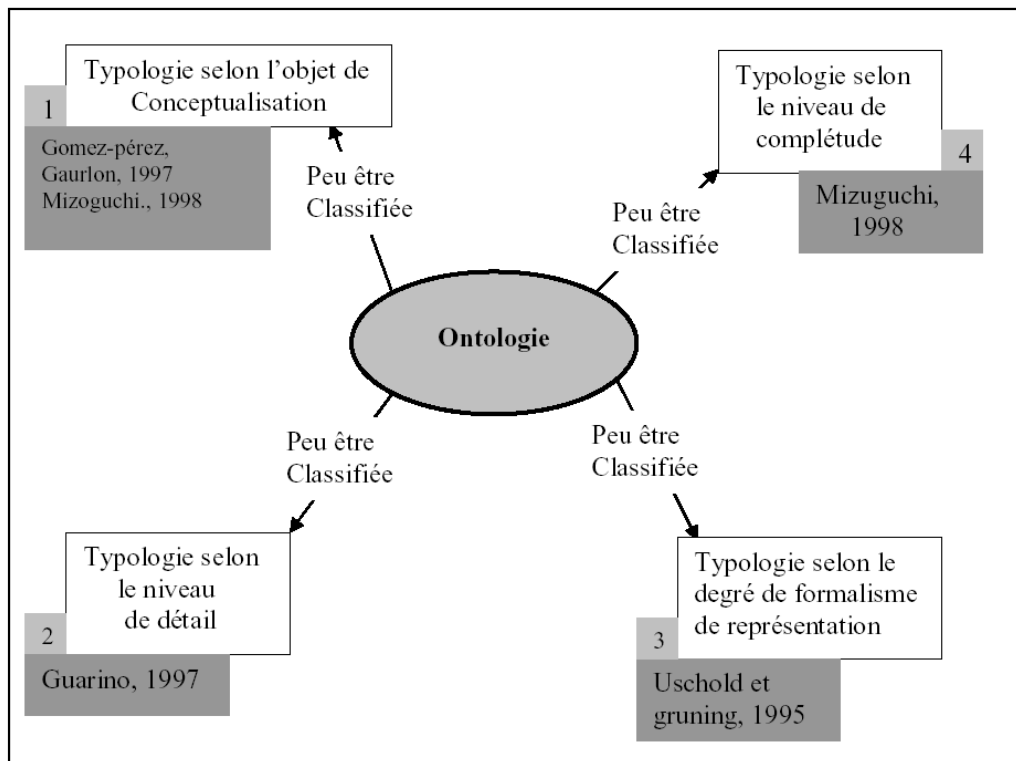 Typologie selon l'objet de
Conceptualisation
1
Gomez-pérez,
Gaurlon, 1997
Mizoguchi., 1998
Peu être
Classifiée
Typologie selon
le niveau de
complétude
4
Mizuguchi,
1998
Peu être
Classifiée
Ontologie
Peu être
Classifiée
Typologie selon
le niveau
de détail
2
Guarino, 1997
Peu être
Classifiée
Typologie selon le
degré de formalisme
de représentation
3
Uschold et
gruning, 1995